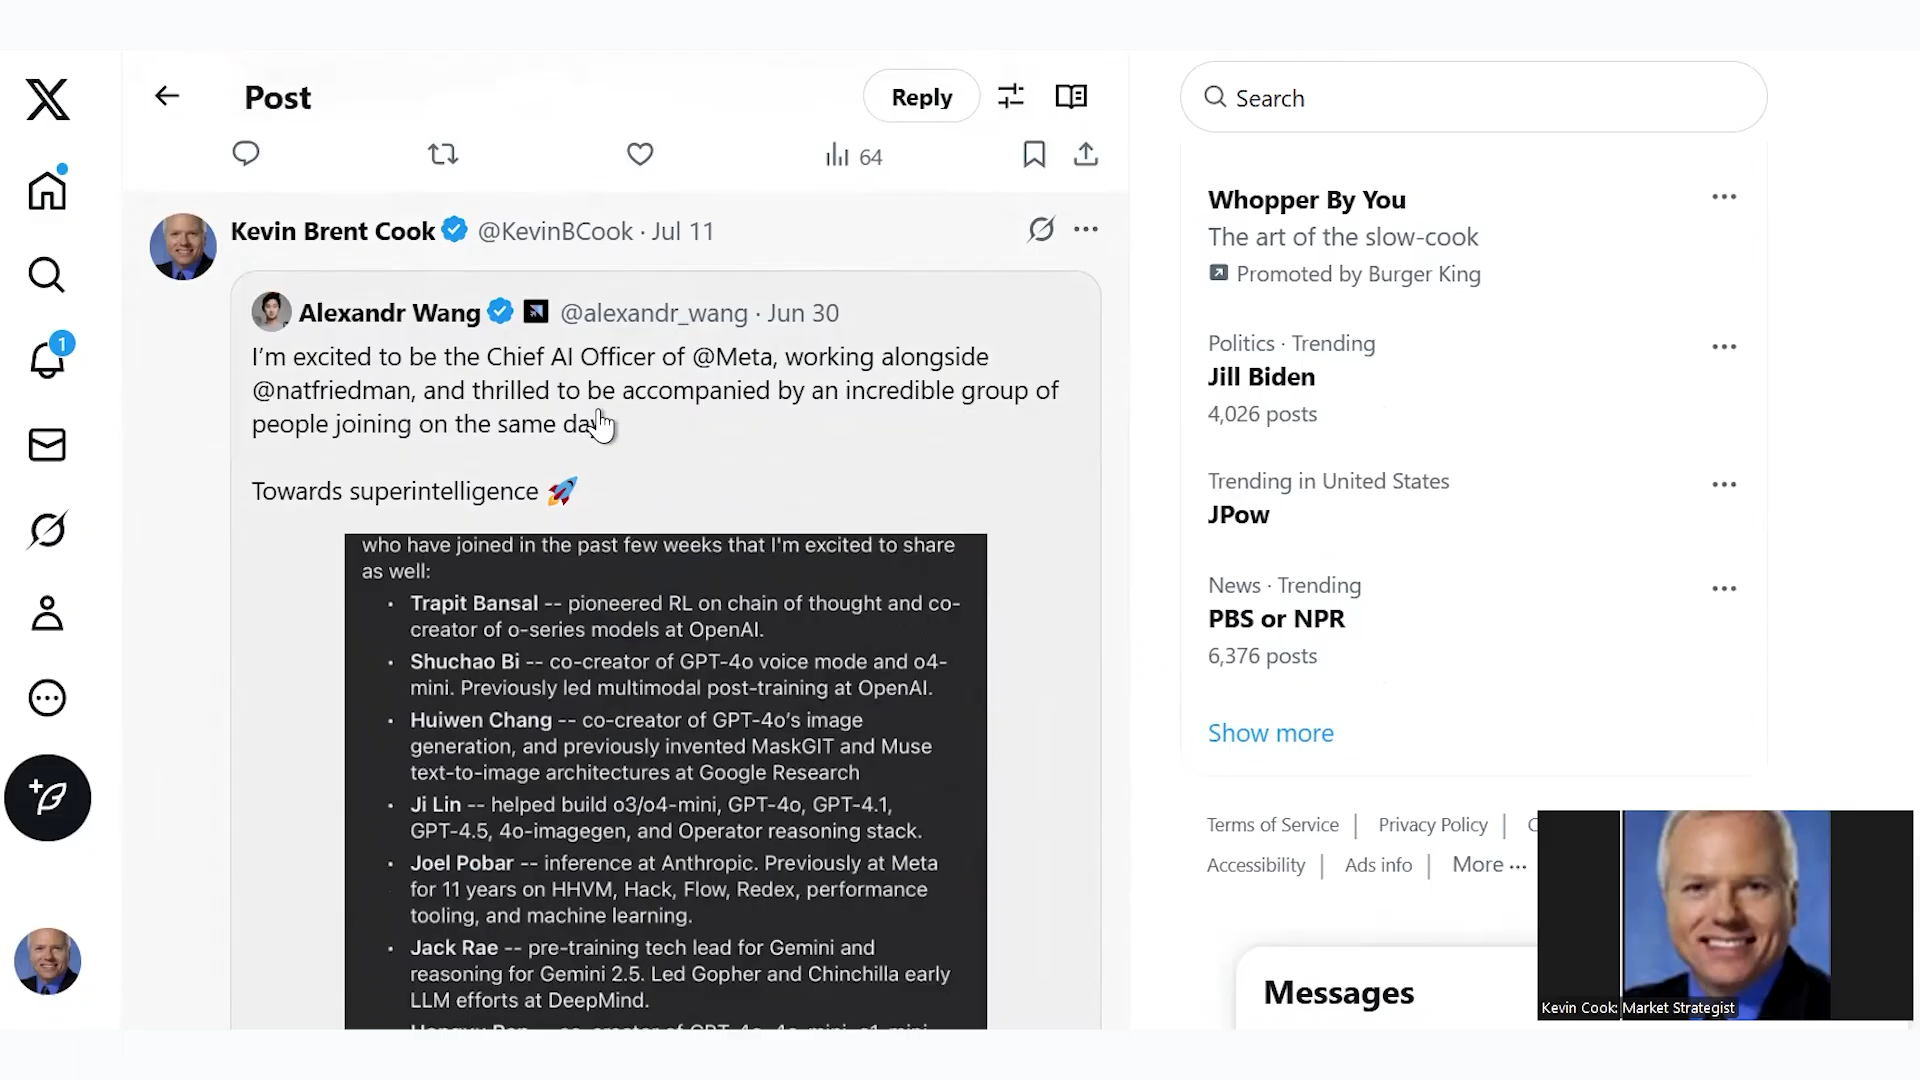 Post
Reply
64
Kevin Brent Cook @KevinBCook · Jul 11
Alexandr Wang @alexandr_wang · Jun 30
I'm excited to be the Chief AI Officer of @Meta, working alongside
@natfriedman, and thrilled to be accompanied by an incredible group of
people joining on the same
Towards superintelligence 🚀
who have joined in the past few weeks that I'm excited to share
as well:
• Trapit Bansal -- pioneered RL on chain of thought and co-
creator of o-series models at OpenAI.
• Shuchao Bi -- co-creator of GPT-4o voice mode and o4-
mini. Previously led multimodal post-training at OpenAI.
• Huiwen Chang -- co-creator of GPT-4o's image
generation, and previously invented MaskGIT and Muse
text-to-image architectures at Google Research
• Ji Lin -- helped build o3/o4-mini, GPT-4o, GPT-4.1,
GPT-4.5, 4o-imagegen, and Operator reasoning stack.
• Joel Pobar -- inference at Anthropic. Previously at Meta
for 11 years on HHVM, Hack, Flow, Redex, performance
tooling, and machine learning.
• Jack Rae -- pre-training tech lead for Gemini and
reasoning for Gemini 2.5. Led Gopher and Chinchilla early
LLM efforts at DeepMind.
1
Search
Whopper By You
The art of the slow-cook
Promoted by Burger King
Politics · Trending
Jill Biden
4,026 posts
Trending in United States
JPow
News · Trending
PBS or NPR
6,376 posts
Show more
Terms of Service | Privacy Policy |
Accessibility | Ads info | More ...
Messages
Kevin Cook: Market Strategist